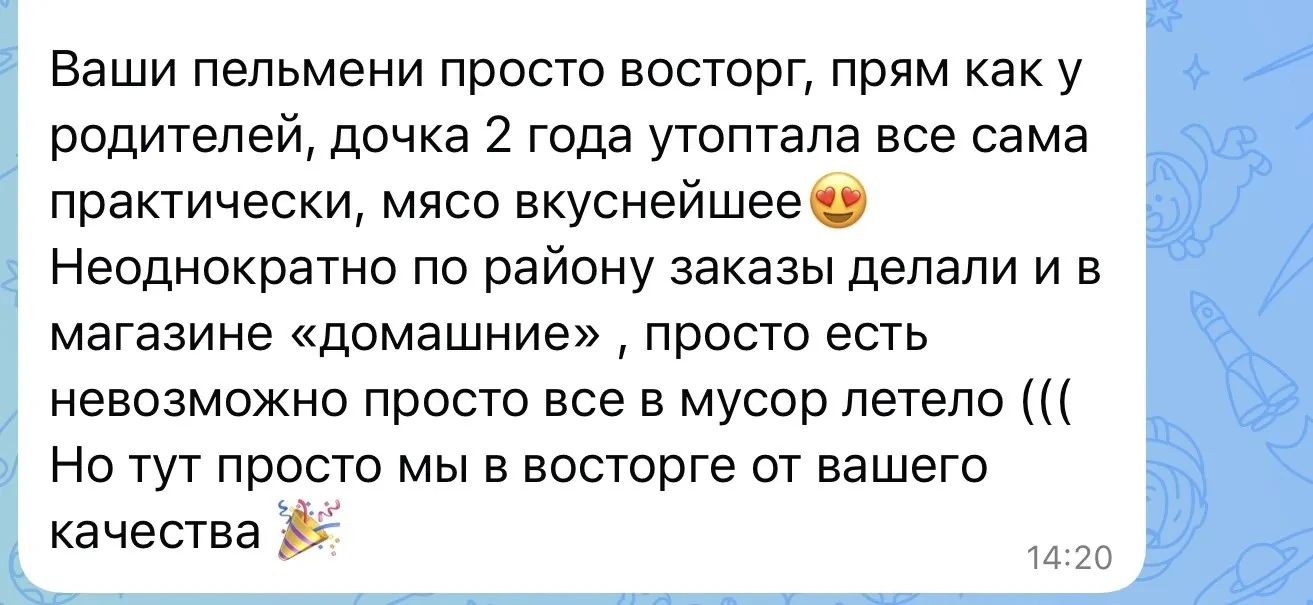 Ваши пельмени просто восторг, прям как у
родителей, дочка 2 года утоптала все сама
практически, мясо вкуснейшее😍
Неоднократно по району заказы делали и в
магазине «домашние» , просто есть
невозможно просто все в мусор летело (((
Но тут просто мы в восторге от вашего
качества 🎉
14:20